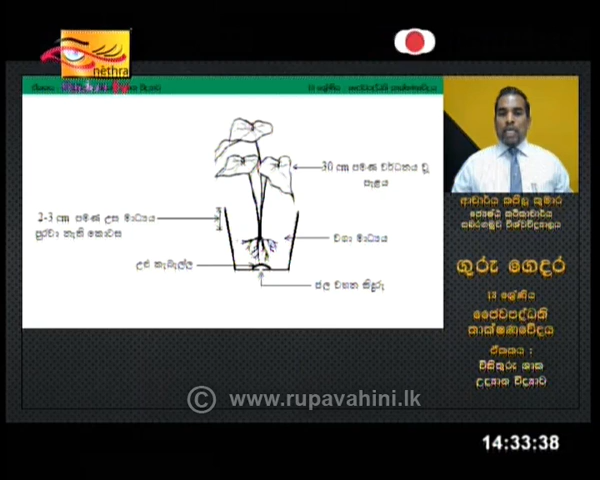 nethra
30 cm පමණ වර්ධනය වූ
පැළය
2-3 cm පමණ උස මාධ්‍යය
පුරවා නැති කොටස
වගා මාධ්‍යය
උළු කැබැල්ල
ජල වහන සිදුරු
ආචාර්ය කපිල කුමාර
ජ්‍යෙෂ්ඨ කථිකාචාර්ය
සබරගමුව විශ්වවිද්‍යාලය
ගුරු ගෙදර
13 ශ්‍රේණිය
ජෛවපද්ධති
තාක්ෂණවේදය
ඒකකය :
විසිතුරු ශාක
උද්‍යාන විද්‍යාව
© www.rupavahini.lk
14:33:38